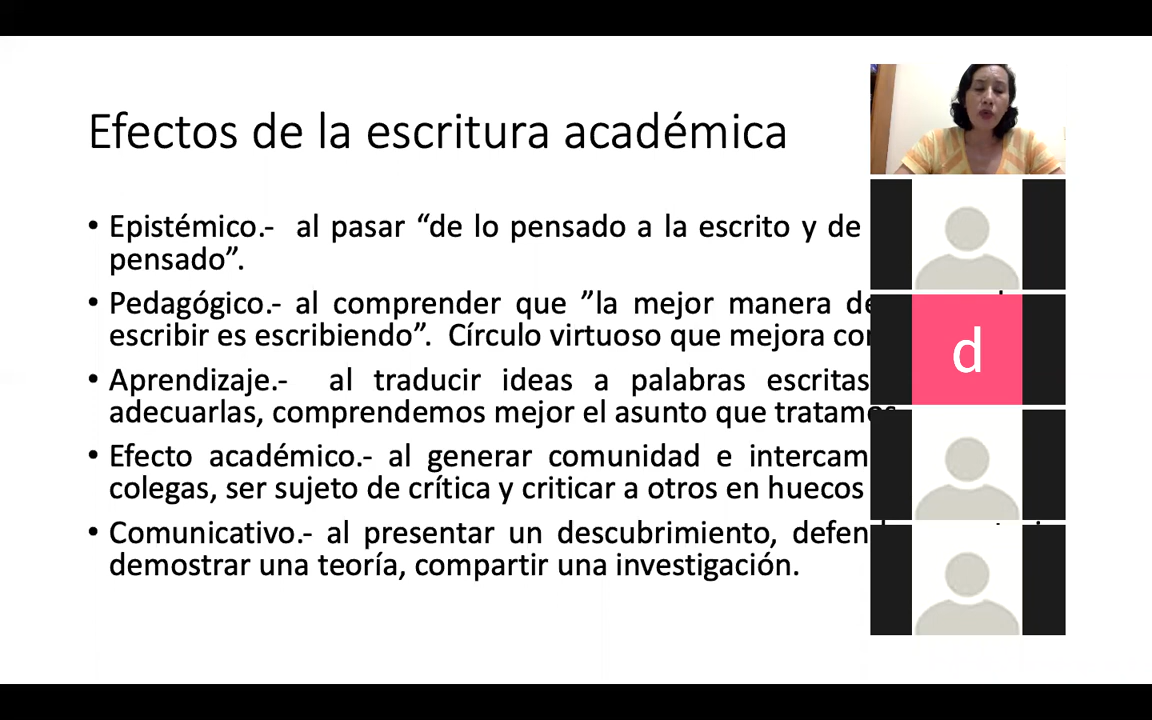 Efectos de la escritura académica
• Epistémico.- al pasar “de lo pensado a la escrito y de
pensado”.
• Pedagógico.- al comprender que ”la mejor manera de
escribir es escribiendo”. Círculo virtuoso que mejora
• Aprendizaje.- al traducir ideas a palabras escritas
adecuarlas, comprendemos mejor el asunto que tratamos
• Efecto académico.- al generar comunidad e
colegas, ser sujeto de crítica y criticar a otros en huecos
• Comunicativo.- al presentar un descubrimiento,
demostrar una teoría, compartir una investigación.
d